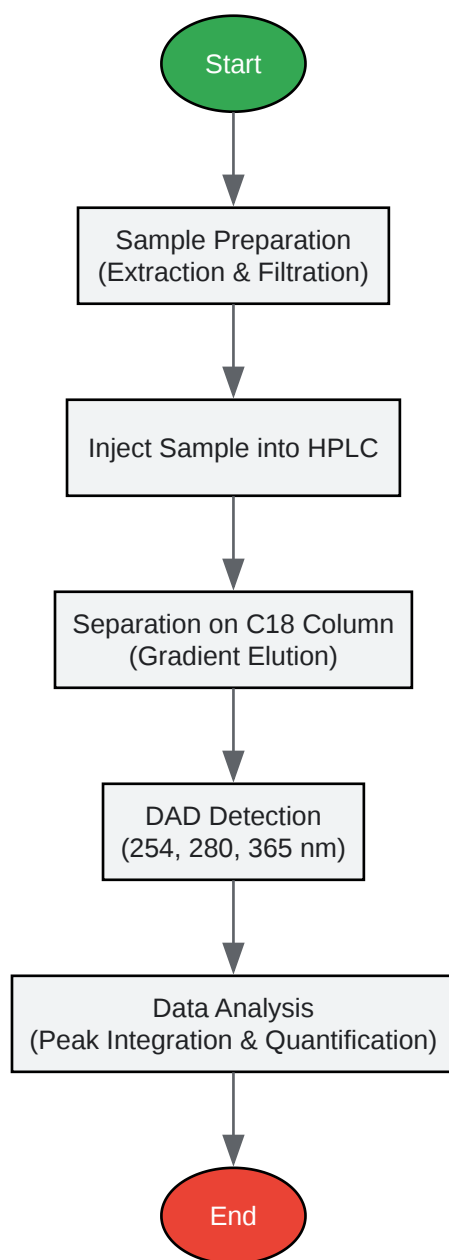 Start
Sample Preparation
(Extraction & Filtration)
Inject Sample into HPLC
Separation on C18 Column
(Gradient Elution)
DAD Detection
(254, 280, 365 nm)
Data Analysis
(Peak Integration & Quantification)
End